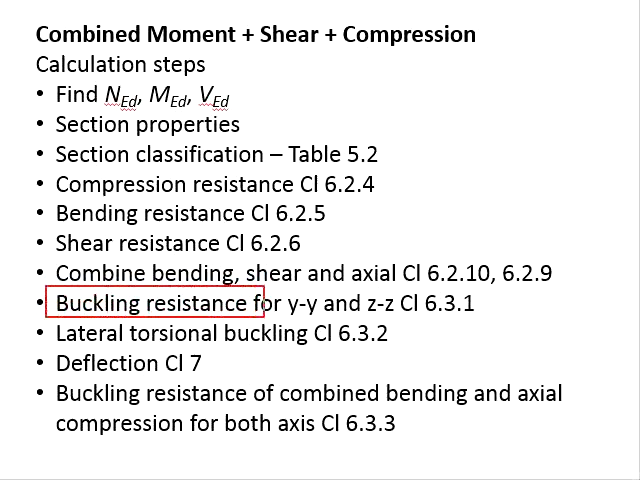 Combined Moment + Shear + Compression
Calculation steps
• Find NEd, MEd, VEd
• Section properties
• Section classification – Table 5.2
• Compression resistance Cl 6.2.4
• Bending resistance Cl 6.2.5
• Shear resistance Cl 6.2.6
• Combine bending, shear and axial Cl 6.2.10, 6.2.9
• Buckling resistance for y-y and z-z Cl 6.3.1
• Lateral torsional buckling Cl 6.3.2
• Deflection Cl 7
• Buckling resistance of combined bending and axial
compression for both axis Cl 6.3.3